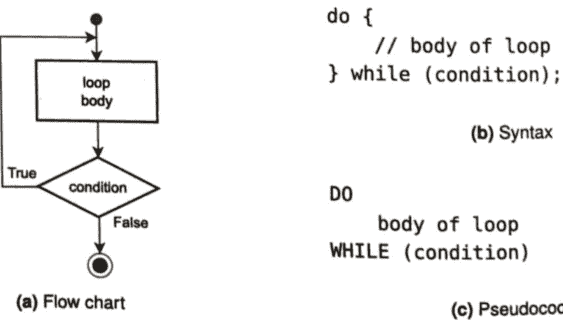 loop
body
condition
True
False
(a) Flow chart
do {
// body of loop
} while (condition);
(b) Syntax
DO
body of loop
WHILE (condition)
(c)